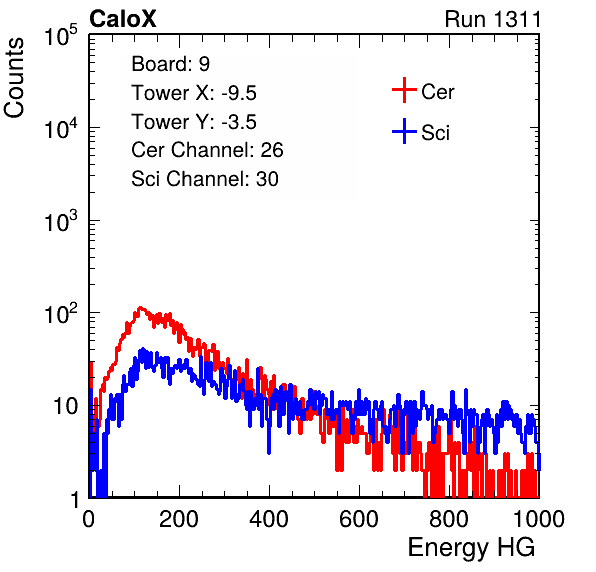 CaloX
Run 1311
Counts
10^5
10^4
10^3
10^2
10
1
Board: 9
Tower X: -9.5
Tower Y: -3.5
Cer Channel: 26
Sci Channel: 30
Cer
Sci
0 200 400 600 800 1000
Energy HG